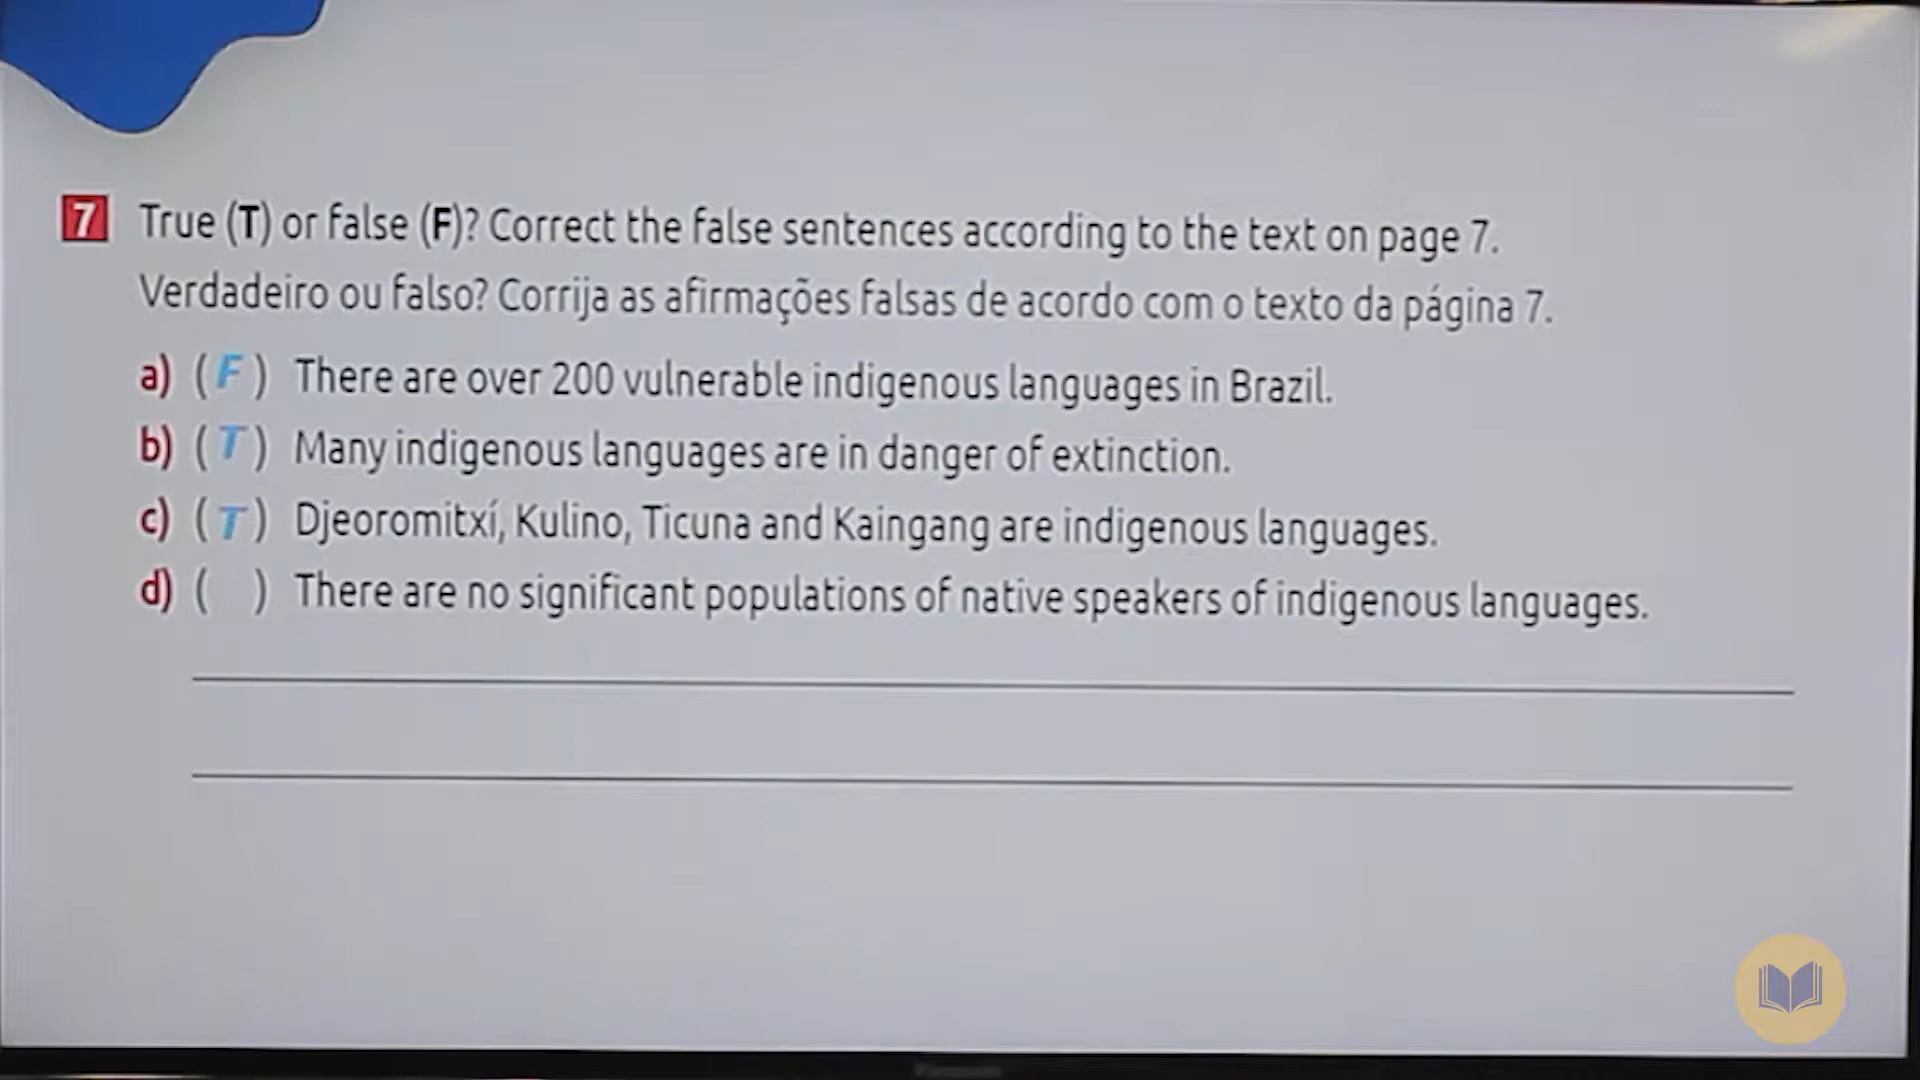 7 True (T) or false (F)? Correct the false sentences according to the text on page 7.
Verdadeiro ou falso? Corrija as afirmações falsas de acordo com o texto da página 7.
a) (F) There are over 200 vulnerable indigenous languages in Brazil.
b) (T) Many indigenous languages are in danger of extinction.
c) (T) Djeoromitxí, Kulino, Ticuna and Kaingang are indigenous languages.
d) ( ) There are no significant populations of native speakers of indigenous languages.